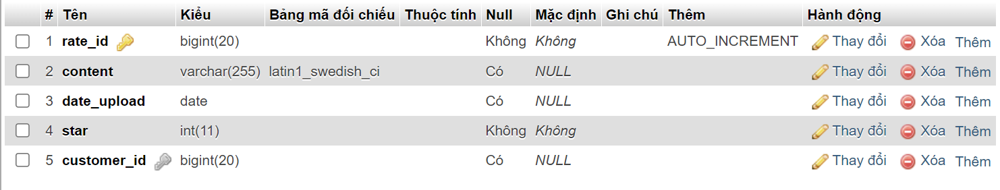 # Tên Kiểu Bảng mã đối chiếu Thuộc tính Null Mặc định Ghi chú Thêm Hành động
1 rate_id bigint(20) Không Không AUTO_INCREMENT Thay đổi Xóa Thêm
2 content varchar(255) latin1_swedish_ci Có NULL Thay đổi Xóa Thêm
3 date_upload date Có NULL Thay đổi Xóa Thêm
4 star int(11) Không Không Thay đổi Xóa Thêm
5 customer_id bigint(20) Có NULL Thay đổi Xóa Thêm